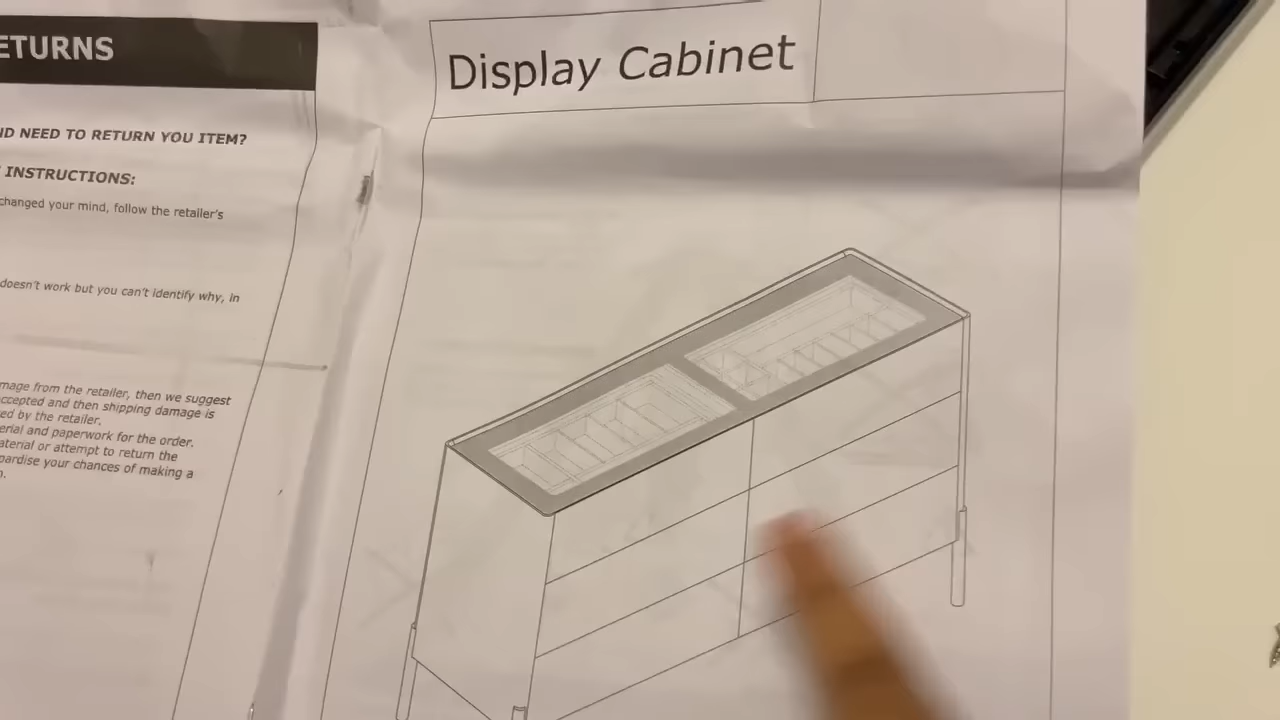 ETURNS
ND NEED TO RETURN YOU ITEM?
INSTRUCTIONS:
changed your mind, follow the retailer's
doesn't work but you can't identify why, in
mage from the retailer, then we suggest
ccepted and then shipping damage is
ed by the retailer.
erial and paperwork for the order.
aterial or attempt to return the
pardise your chances of making a
Display Cabinet